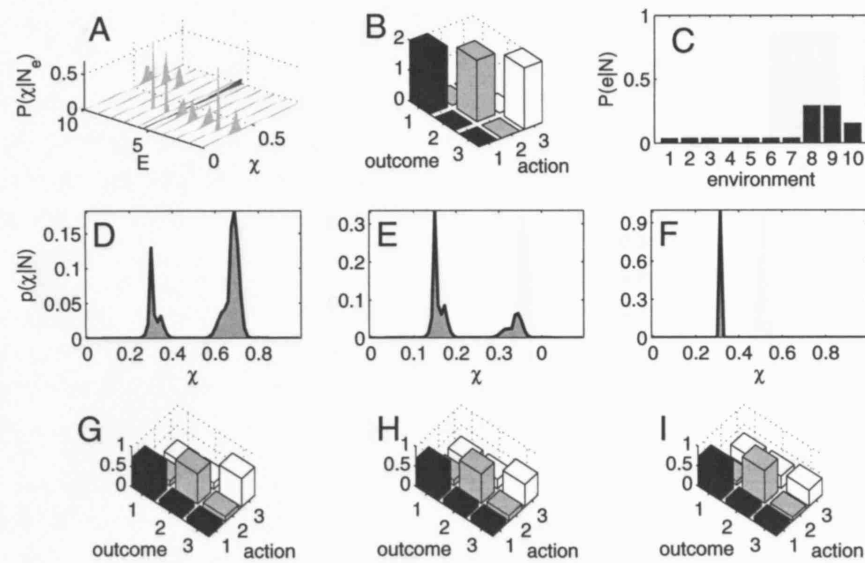 A
P(χ|Nₑ)
0.5
0
10
5
0
E
0
0.5
χ
B
2
1
0
1
2
3
outcome
1
2
3
action
C
P(e|N)
1
0.5
0
1 2 3 4 5 6 7 8 9 10
environment
D
p(χ|N)
0.15
0.1
0.05
0
0 0.2 0.4 0.6 0.8
χ
E
0.3
0.2
0.1
0
0 0.2 0.4 0.6 0.8 0
χ
F
0.9
0.6
0.3
0
0 0.2 0.4 0.6 0.8
χ
G
1
0.5
0
1
2
3
outcome
1
2
3
action
H
1
0.5
0
1
2
3
outcome
1
2
3
action
I
1
0.5
0
1
2
3
outcome
1
2
3
action